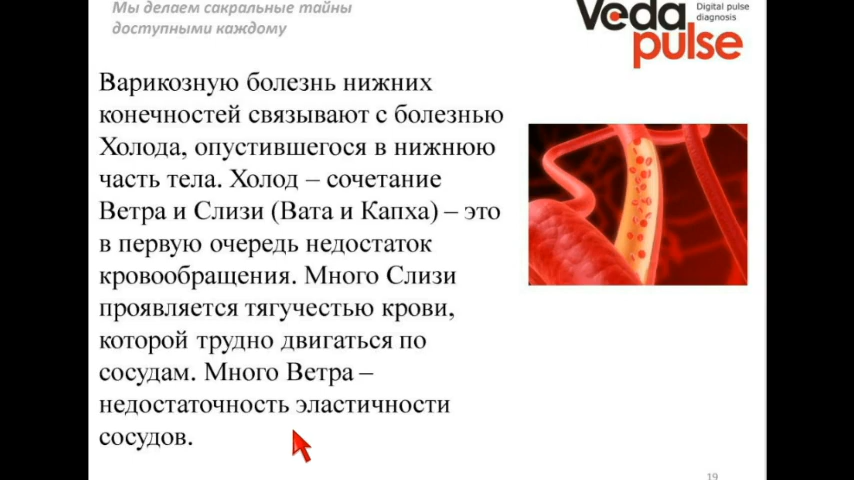 Мы делаем сакральные тайны
доступными каждому
Veda
Digital pulse
diagnosis
pulse
Варикозную болезнь нижних
конечностей связывают с болезнью
Холода, опустившегося в нижнюю
часть тела. Холод – сочетание
Ветра и Слизи (Вата и Капха) – это
в первую очередь недостаток
кровообращения. Много Слизи
проявляется тягучестью крови,
которой трудно двигаться по
сосудам. Много Ветра –
недостаточность эластичности
сосудов.
19